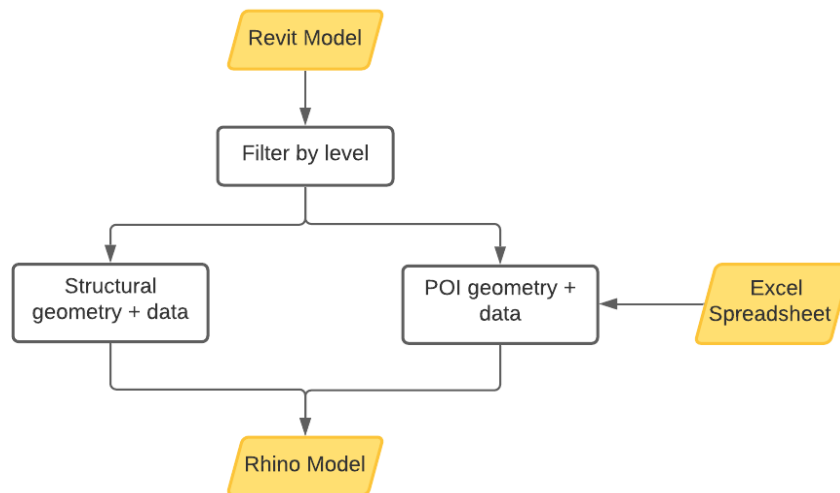 Revit Model
Filter by level
Structural
geometry + data
POI geometry +
data
Excel
Spreadsheet
Rhino Model